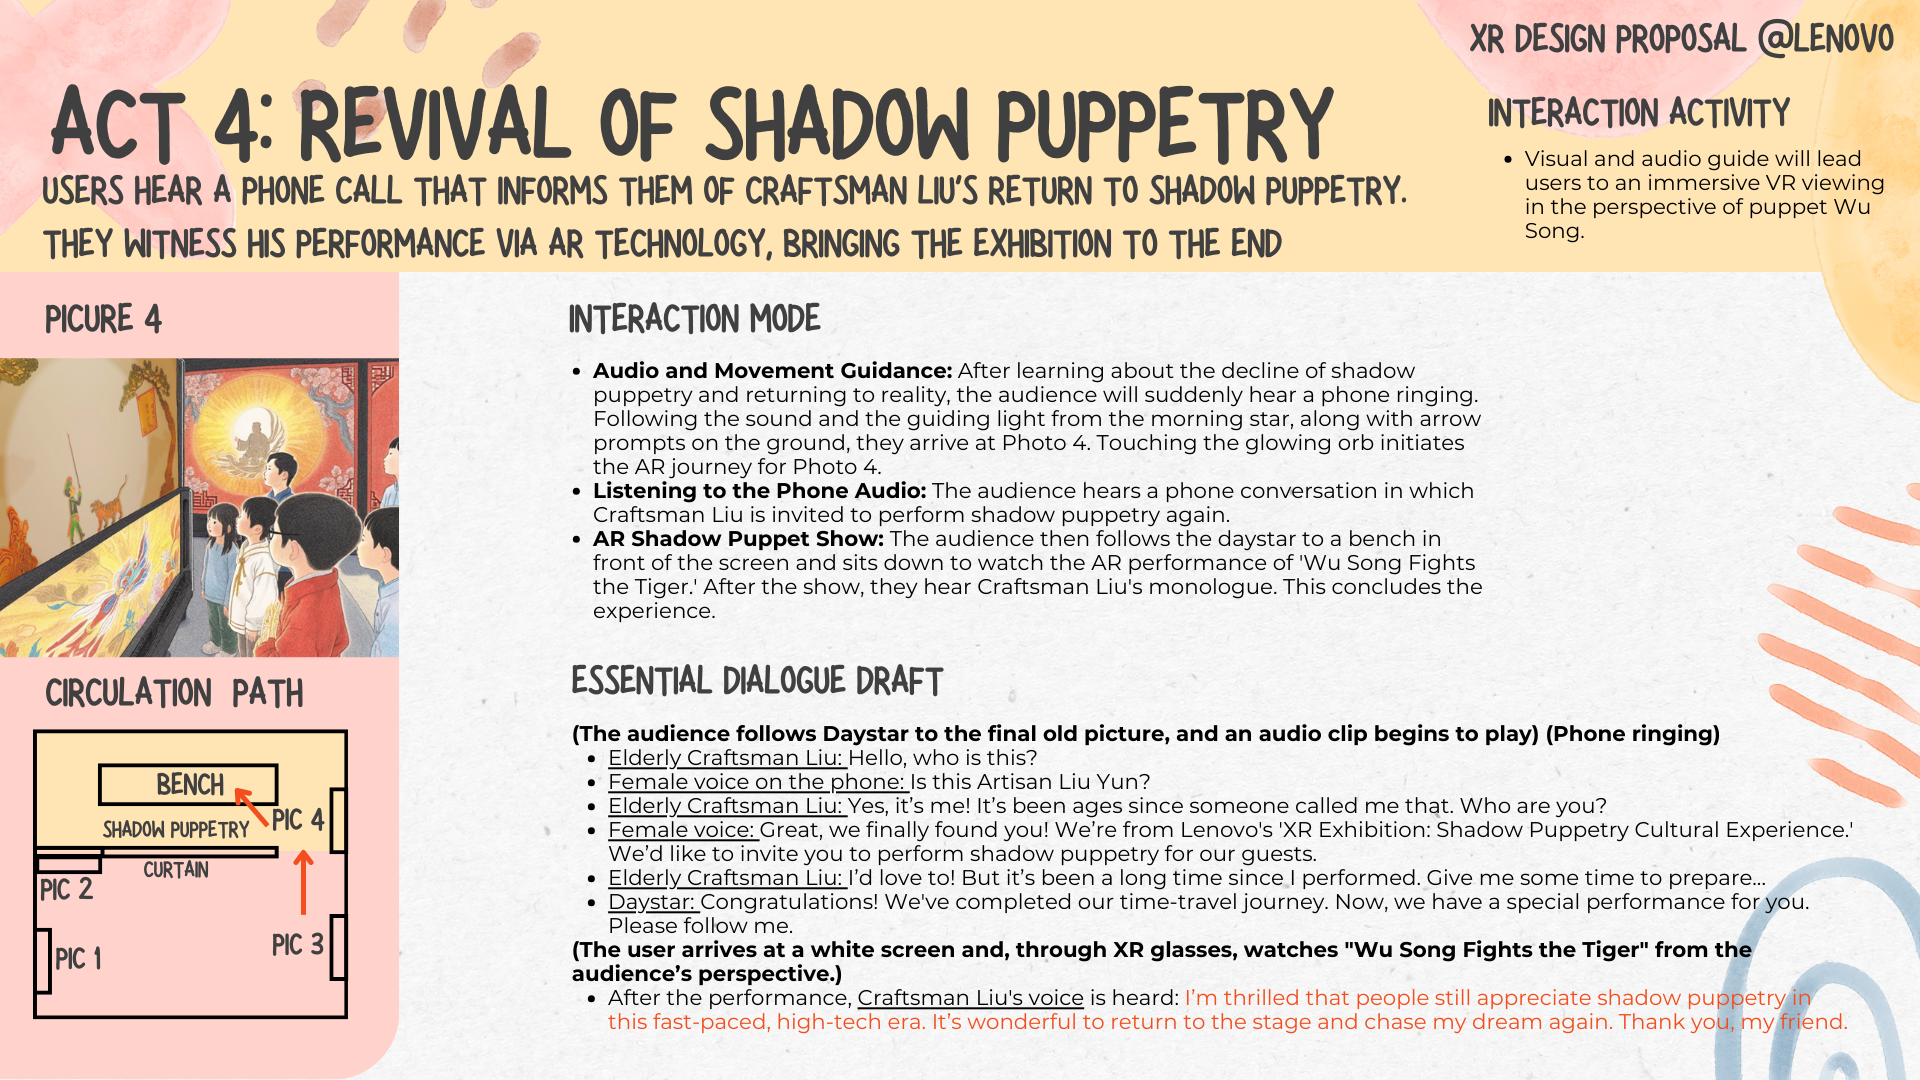 XR DESIGN PROPOSAL @LENOVO
ACT 4: REVIVAL OF SHADOW PUPPETRY
USERS HEAR A PHONE CALL THAT INFORMS THEM OF CRAFTSMAN LIU'S RETURN TO SHADOW PUPPETRY.
THEY WITNESS HIS PERFORMANCE VIA AR TECHNOLOGY, BRINGING THE EXHIBITION TO THE END
INTERACTION ACTIVITY
• Visual and audio guide will lead
users to an immersive VR viewing
in the perspective of puppet Wu
Song.
PICURE 4
CIRCULATION PATH
BENCH
PIC 4
SHADOW PUPPETRY
CURTAIN
PIC 2
PIC 3
PIC 1
INTERACTION MODE
• Audio and Movement Guidance: After learning about the decline of shadow
puppetry and returning to reality, the audience will suddenly hear a phone ringing.
Following the sound and the guiding light from the morning star, along with arrow
prompts on the ground, they arrive at Photo 4. Touching the glowing orb initiates
the AR journey for Photo 4.
• Listening to the Phone Audio: The audience hears a phone conversation in which
Craftsman Liu is invited to perform shadow puppetry again.
• AR Shadow Puppet Show: The audience then follows the daystar to a bench in
front of the screen and sits down to watch the AR performance of 'Wu Song Fights
the Tiger.' After the show, they hear Craftsman Liu's monologue. This concludes the
experience.
ESSENTIAL DIALOGUE DRAFT
(The audience follows Daystar to the final old picture, and an audio clip begins to play) (Phone ringing)
• Elderly Craftsman Liu: Hello, who is this?
• Female voice on the phone: Is this Artisan Liu Yun?
• Elderly Craftsman Liu: Yes, it's me! It's been ages since someone called me that. Who are you?
• Female voice: Great, we finally found you! We're from Lenovo's 'XR Exhibition: Shadow Puppetry Cultural Experience.'
We'd like to invite you to perform shadow puppetry for our guests.
• Elderly Craftsman Liu: I'd love to! But it's been a long time since I performed. Give me some time to prepare...
• Daystar: Congratulations! We've completed our time-travel journey. Now, we have a special performance for you.
Please follow me.
(The user arrives at a white screen and, through XR glasses, watches "Wu Song Fights the Tiger" from the
audience's perspective.)
• After the performance, Craftsman Liu's voice is heard: I'm thrilled that people still appreciate shadow puppetry in
this fast-paced, high-tech era. It's wonderful to return to the stage and chase my dream again. Thank you, my friend.